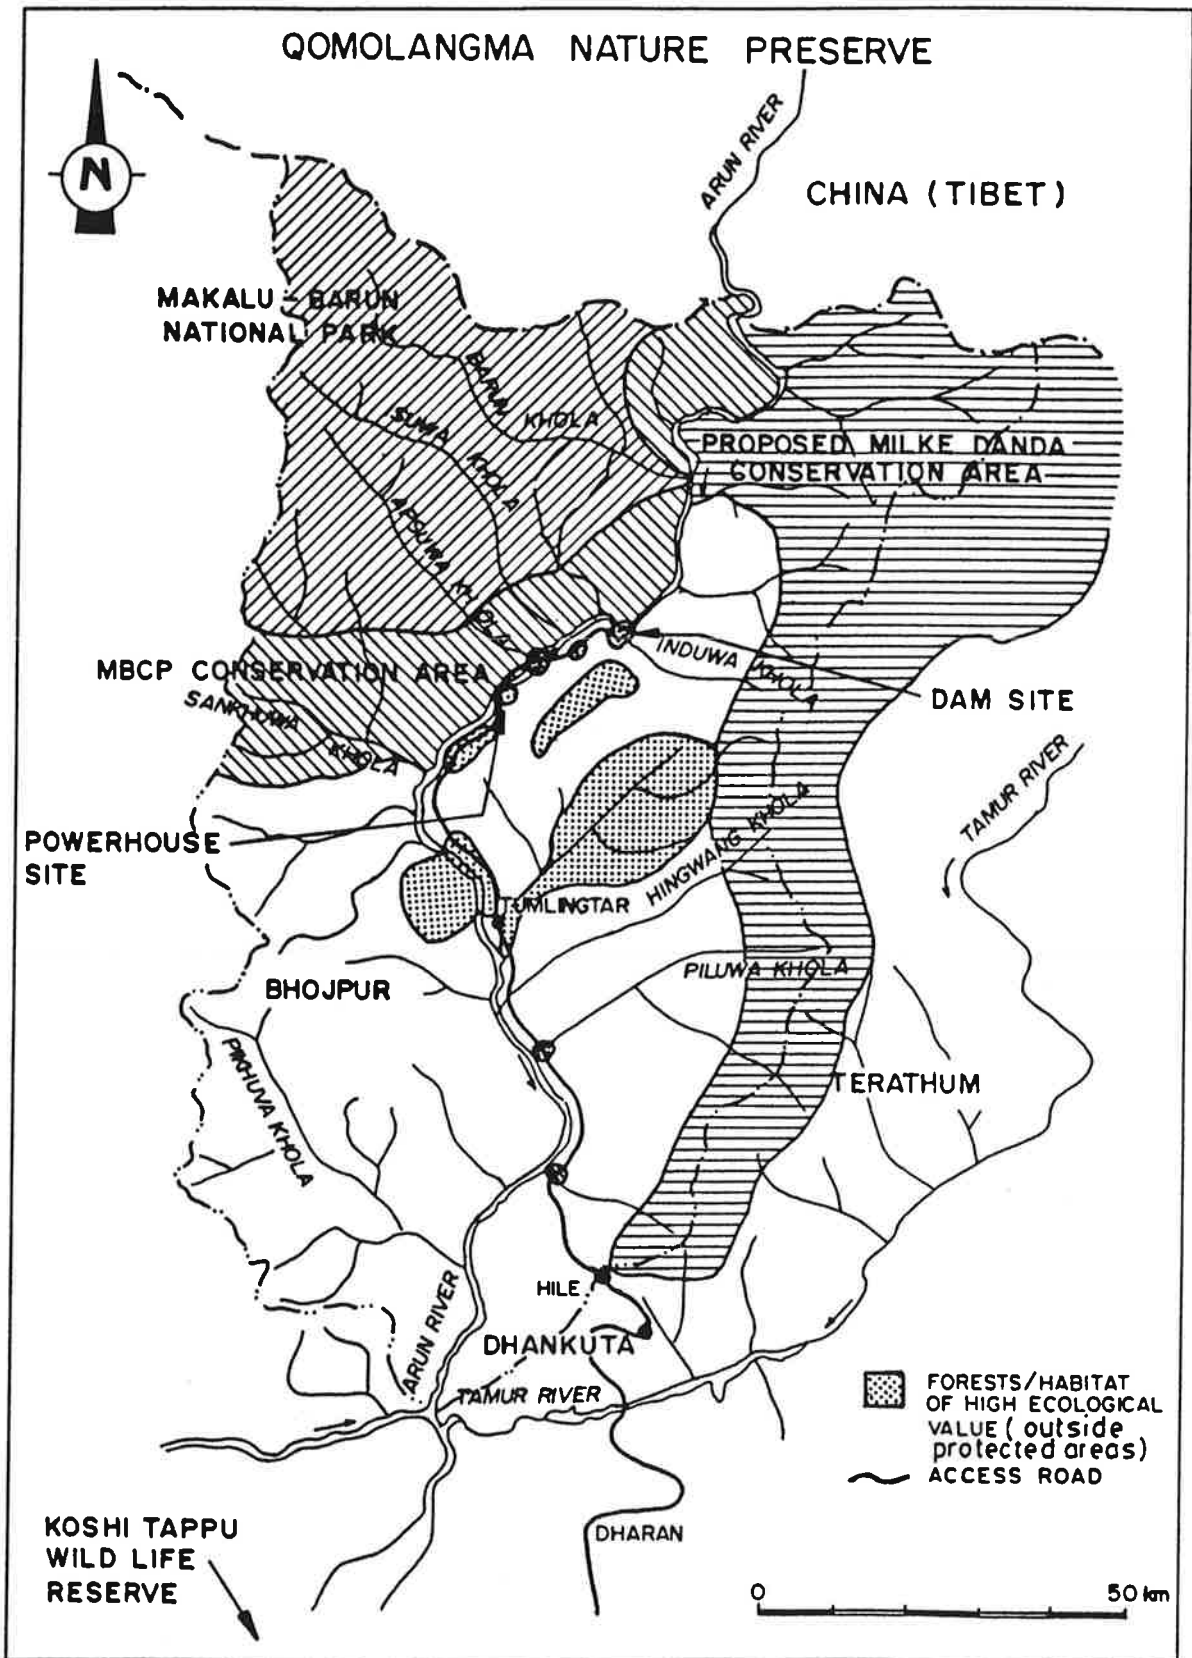 QOMOLANGMA NATURE PRESERVE
N
ARUN RIVER
CHINA (TIBET)
MAKALU - BARUN
NATIONAL PARK
BARUN KHOLA
SUMA KHOLA
APSUWA KHOLA
PROPOSED MILKE DANDA
CONSERVATION AREA
INDUWA KHOLA
MBCP CONSERVATION AREA
SANKHUWA KHOLA
DAM SITE
TAMUR RIVER
POWERHOUSE
SITE
TUMLINGTAR
HINGWANG KHOLA
PILUWA KHOLA
BHOJPUR
PIKHUVA KHOLA
TERATHUM
HILE
ARUN RIVER
DHANKUTA
TAMUR RIVER
FORESTS/HABITAT
OF HIGH ECOLOGICAL
VALUE (outside
protected areas)
ACCESS ROAD
DHARAN
KOSHI TAPPU
WILD LIFE
RESERVE
0 50 km